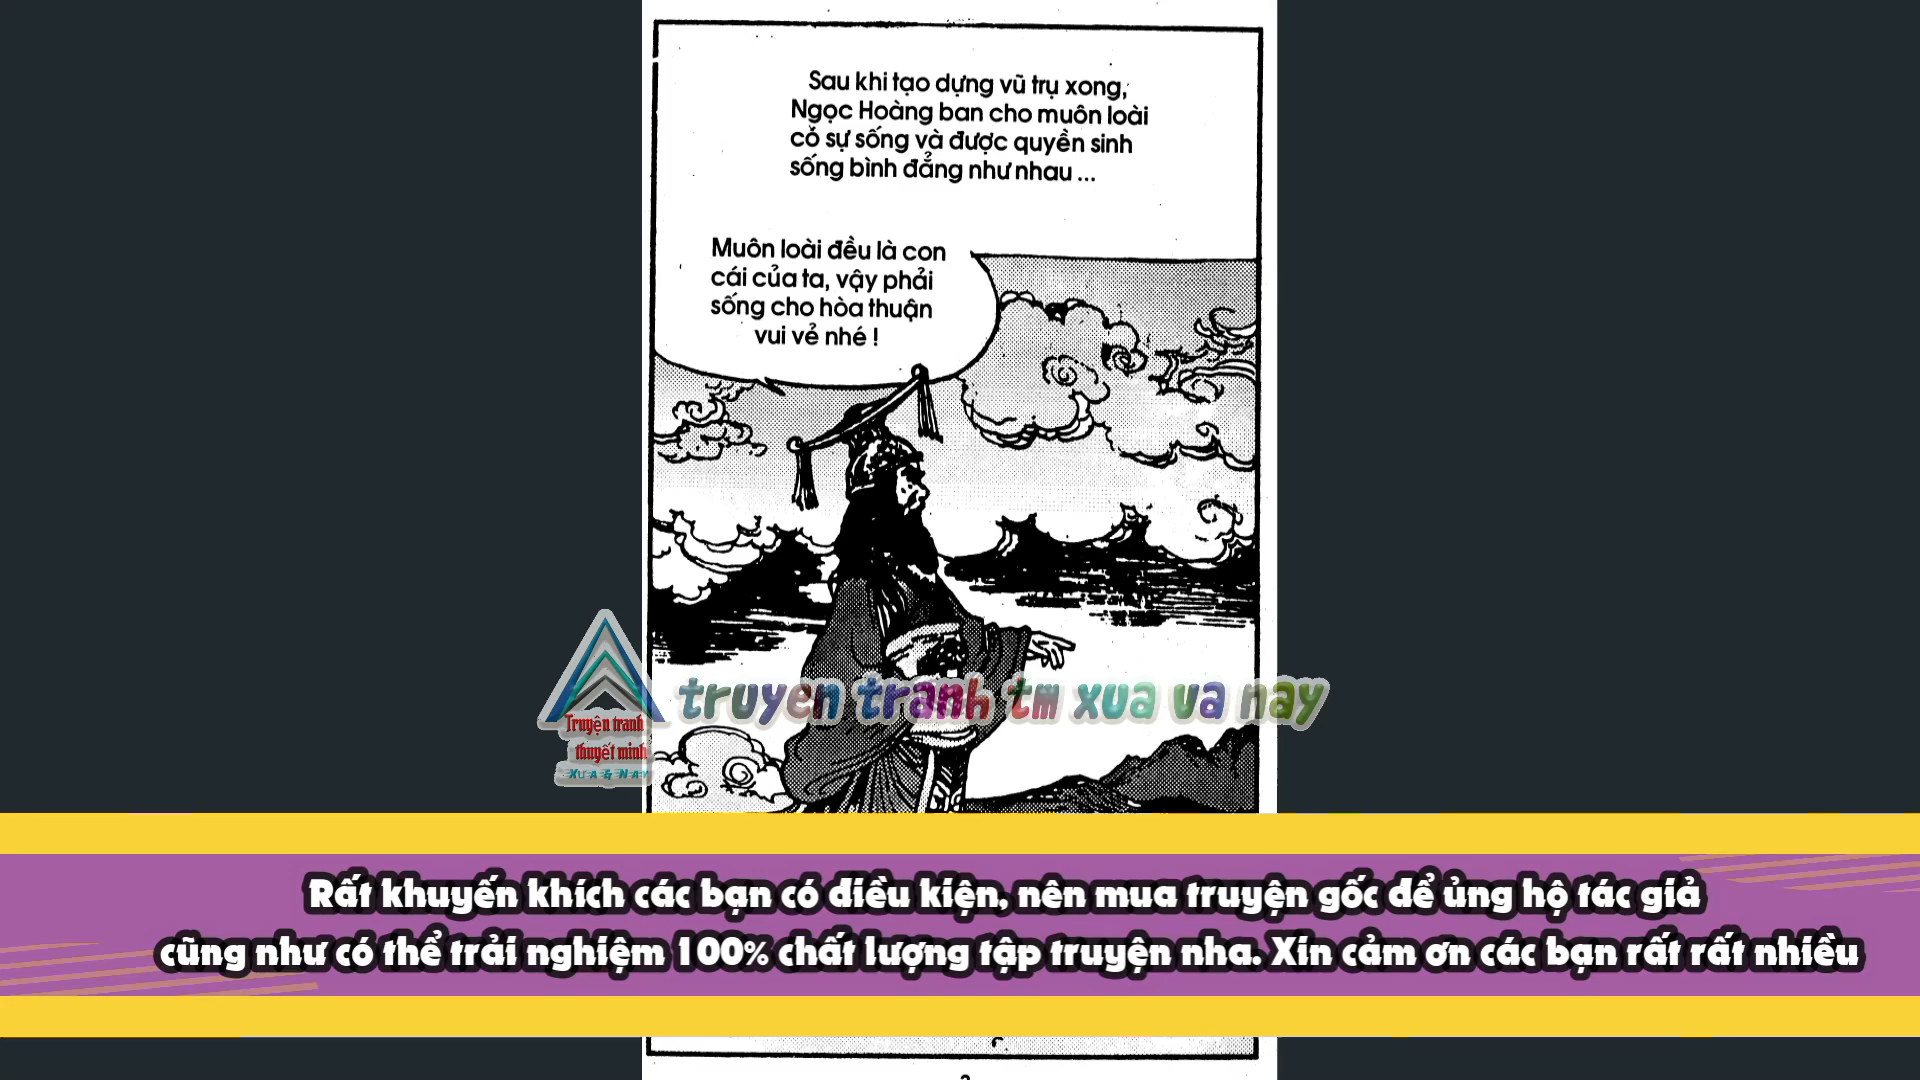 Sau khi tạo dựng vũ trụ xong,
Ngọc Hoàng ban cho muôn loài
có sự sống và được quyền sinh
sống bình đẳng như nhau ...
Muôn loài đều là con
cái của ta, vậy phải
sống cho hòa thuận
vui vẻ nhé !
truyen tranh tm xua va nay
Truyện tranh
thuyết minh
XƯA & NAY
Rất khuyến khích các bạn có điều kiện, nên mua truyện gốc để ủng hộ tác giả
cũng như có thể trải nghiệm 100% chất lượng tập truyện nha. Xin cảm ơn các bạn rất rất nhiều